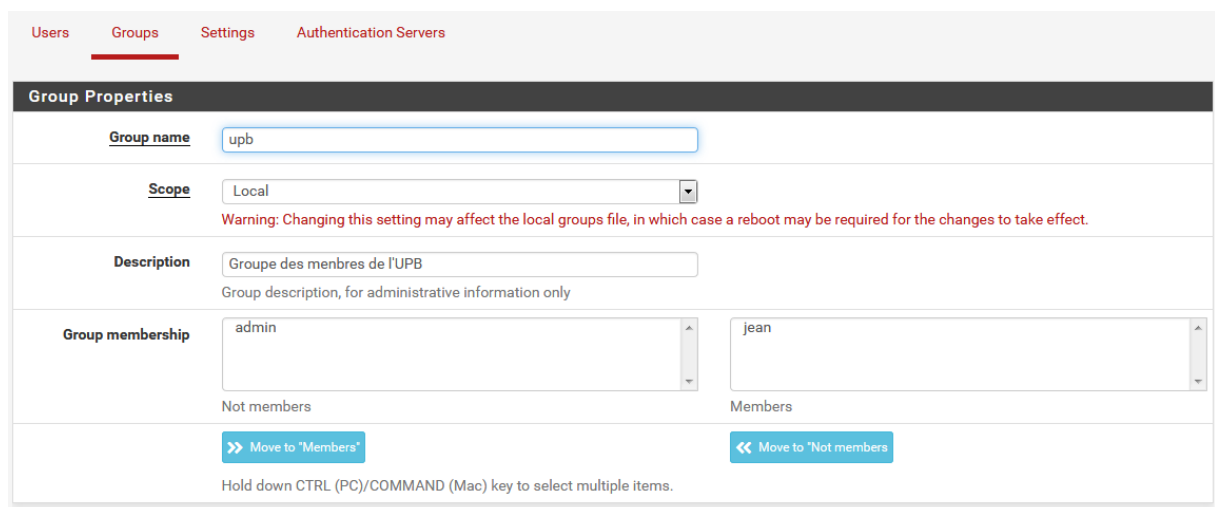 Users Groups Settings Authentication Servers
Group Properties
Group name upb
Scope Local
Warning: Changing this setting may affect the local groups file, in which case a reboot may be required for the changes to take effect.
Description Groupe des menbres de l'UPB
Group description, for administrative information only
Group membership admin jean
Not members Members
Move to "Members" Move to "Not members
Hold down CTRL (PC)/COMMAND (Mac) key to select multiple items.